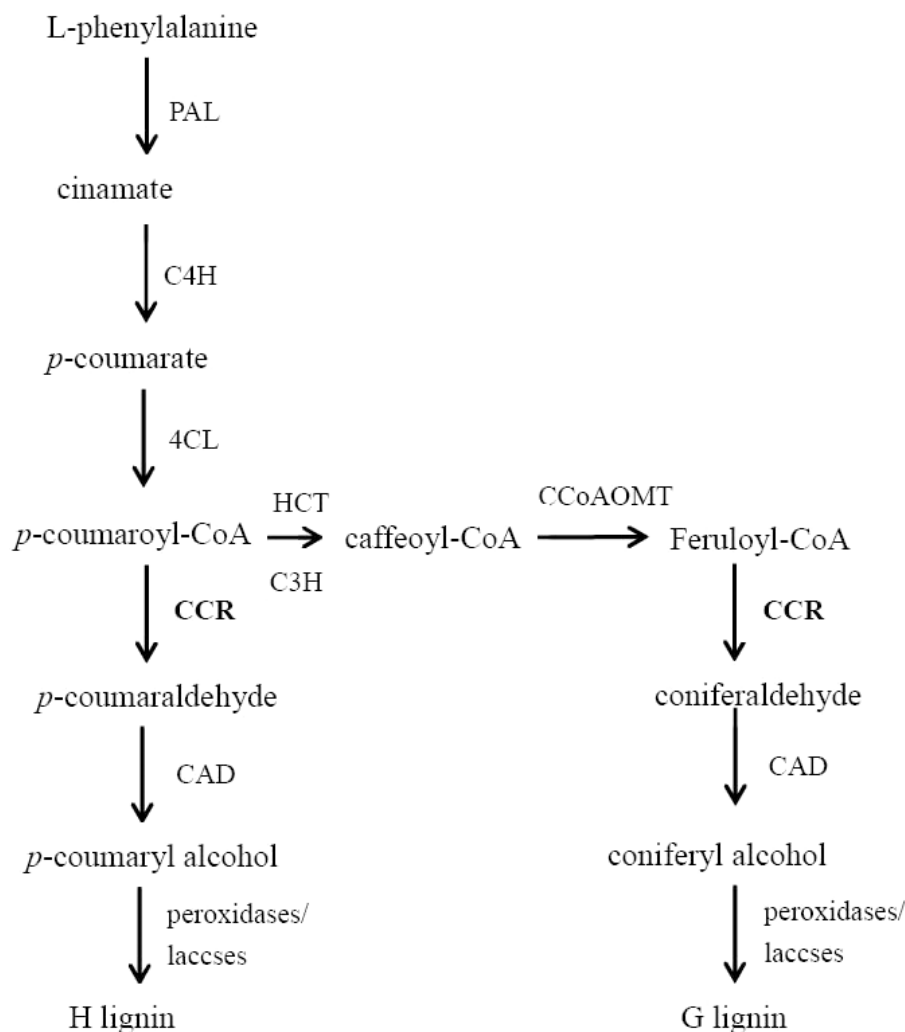 L-phenylalanine
PAL
cinamate
C4H
p-coumarate
4CL
p-coumaroyl-CoA
HCT
C3H
caffeoyl-CoA
CCoAOMT
Feruloyl-CoA
CCR
CCR
p-coumaraldehyde
coniferaldehyde
CAD
CAD
p-coumaryl alcohol
coniferyl alcohol
peroxidases/
laccses
peroxidases/
laccses
H lignin
G lignin